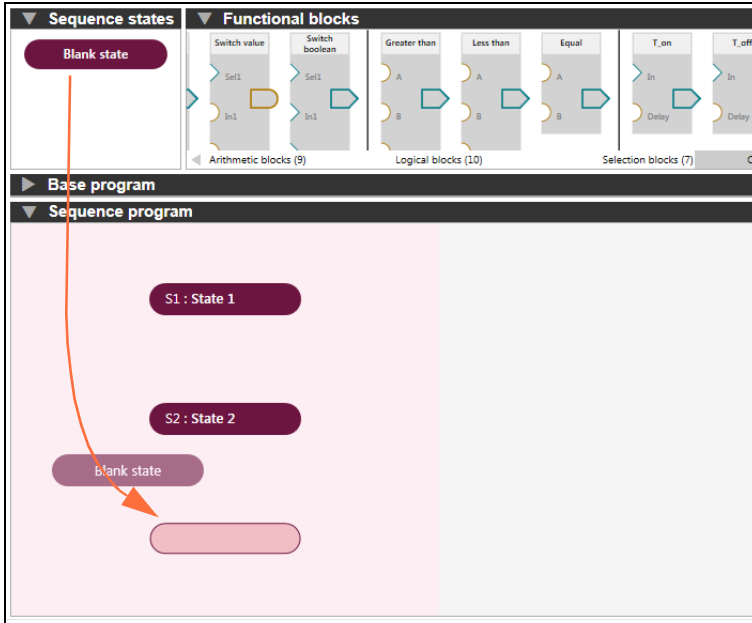 Sequence states
Functional blocks
Blank state
Switch value
Sel1
In1
Switch
boolean
Sel1
In1
Greater than
A
B
Less than
A
B
Equal
A
B
T_on
In
Delay
T_off
In
Delay
Arithmetic blocks (9)
Logical blocks (10)
Selection blocks (7)
Base program
Sequence program
S1 : State 1
S2 : State 2
Blank state